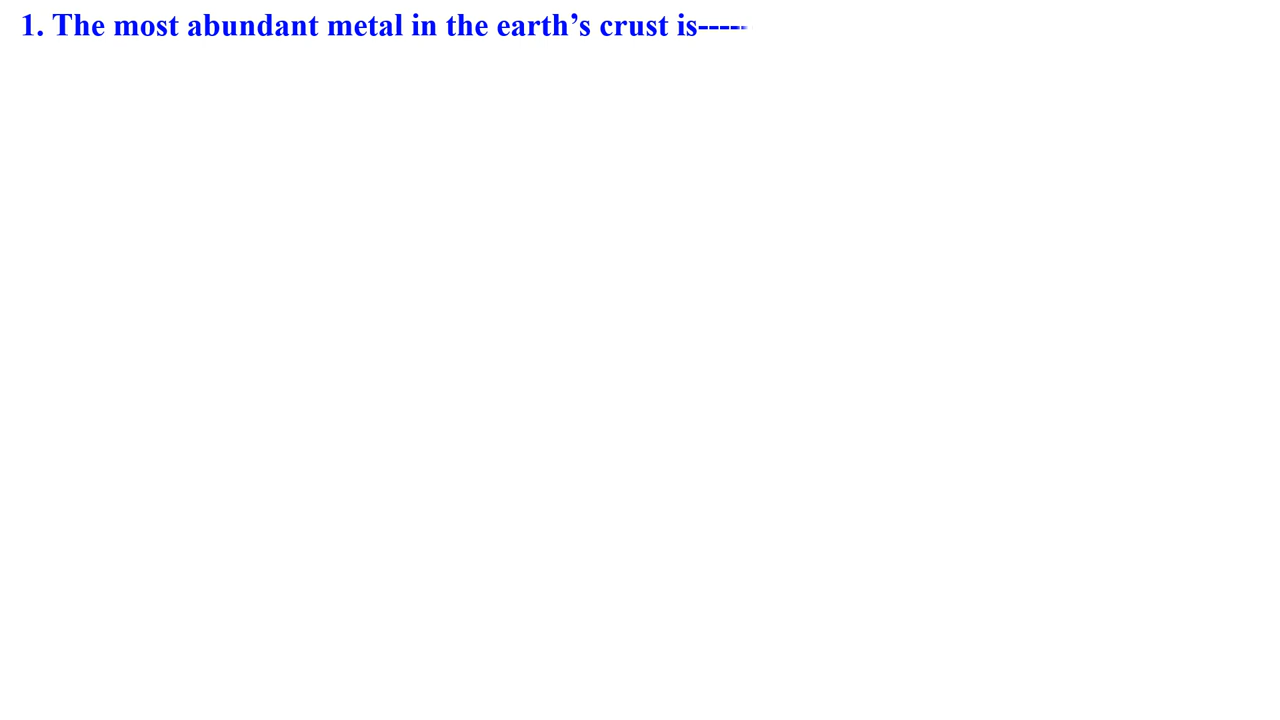 1. The most abundant metal in the earth’s crust is-----